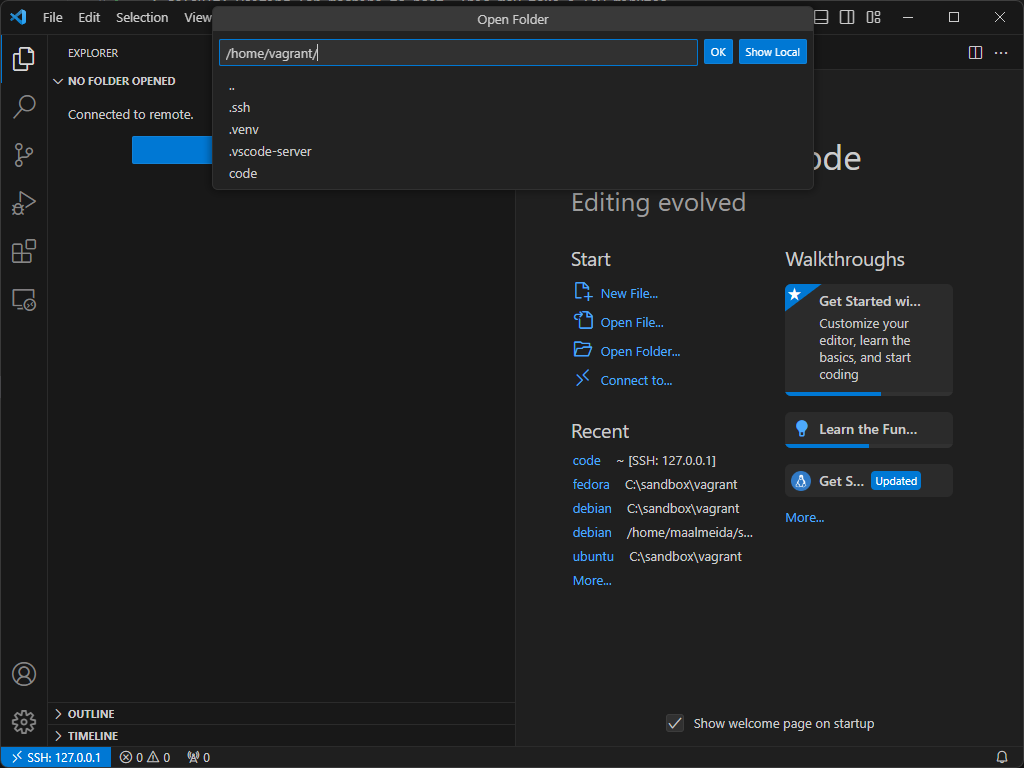 File Edit Selection View
Open Folder
/home/vagrant/
OK
Show Local
..
.ssh
.venv
.vscode-server
code
EXPLORER
NO FOLDER OPENED
Connected to remote.
ode
Editing evolved
Start
New File...
Open File...
Open Folder...
Connect to...
Recent
code ~ [SSH: 127.0.0.1]
fedora C:\sandbox\vagrant
debian C:\sandbox\vagrant
debian /home/maalmeida/s...
ubuntu C:\sandbox\vagrant
More...
Walkthroughs
Get Started wi...
Customize your
editor, learn the
basics, and start
coding
Learn the Fun...
Get S... Updated
More...
Show welcome page on startup
OUTLINE
TIMELINE
SSH: 127.0.0.1 0 0 0